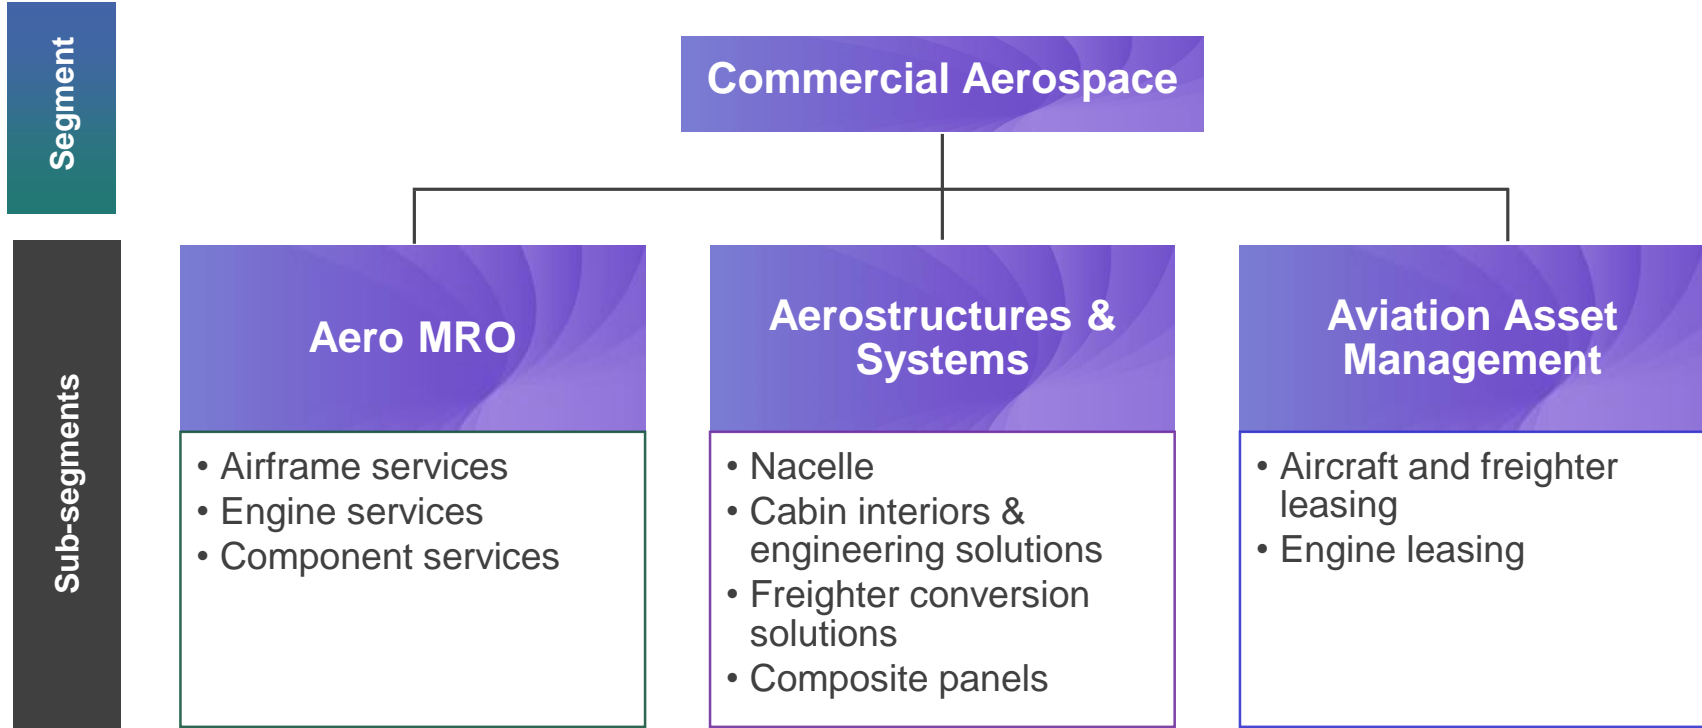 Segment
Commercial Aerospace
Sub-segments
Aero MRO
• Airframe services
• Engine services
• Component services
Aerostructures &
Systems
• Nacelle
• Cabin interiors &
engineering solutions
• Freighter conversion
solutions
• Composite panels
Aviation Asset
Management
• Aircraft and freighter
leasing
• Engine leasing